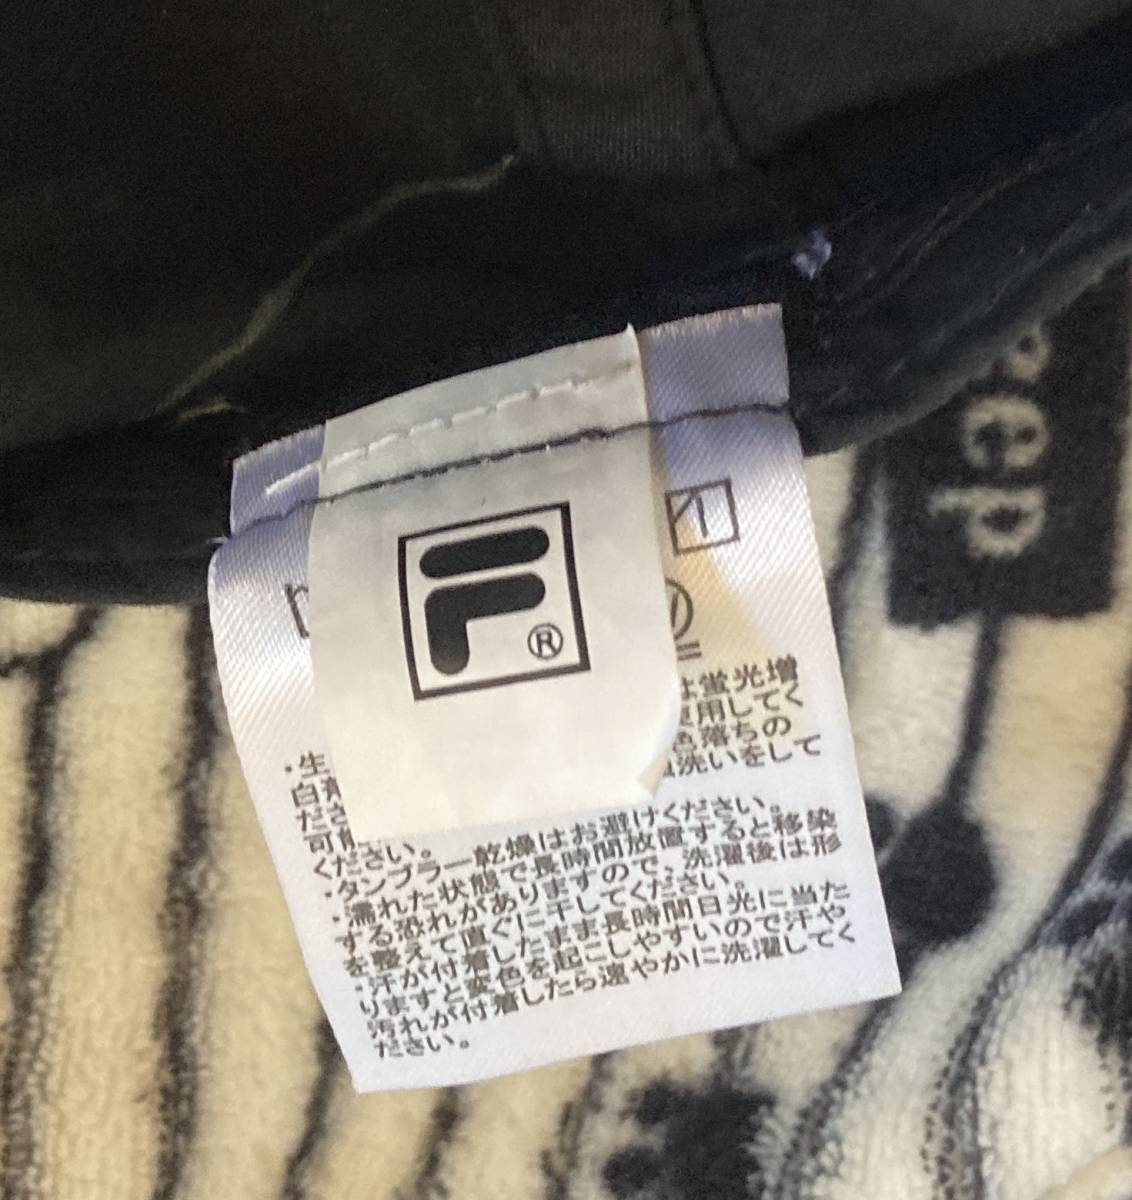 F®
・生
は蛍光増
白剤
使用してく
ださ
色落ちの
可能
洗いをして
ください。
・タンブラー乾燥はお避けください。
・濡れた状態で長時間放置すると移染
する恐れがありますので、洗濯後は形
を整えて直ぐに干してください。
・汗が付着したまま長時間日光に当た
りますと変色を起こしやすいので汗や
汚れが付着したら速やかに洗濯してく
ださい。
ep